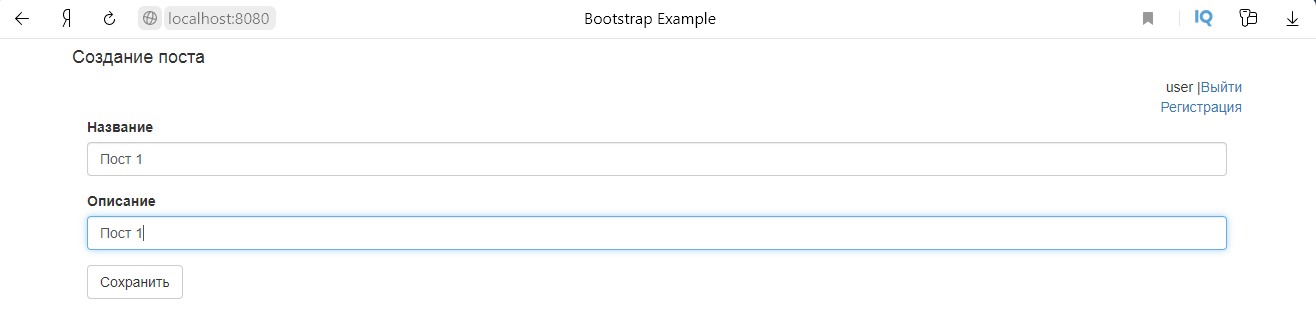 localhost:8080 Bootstrap Example IQ
Создание поста
user |Выйти
Регистрация
Название
Пост 1
Описание
Пост 1
Сохранить